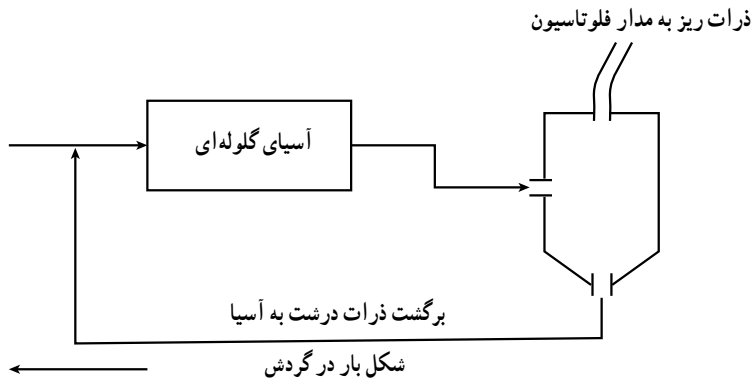 ذرات ریز به مدار فلوتاسیون
آسیای گلوله‌ای
برگشت ذرات درشت به آسیا
شکل بار در گردش